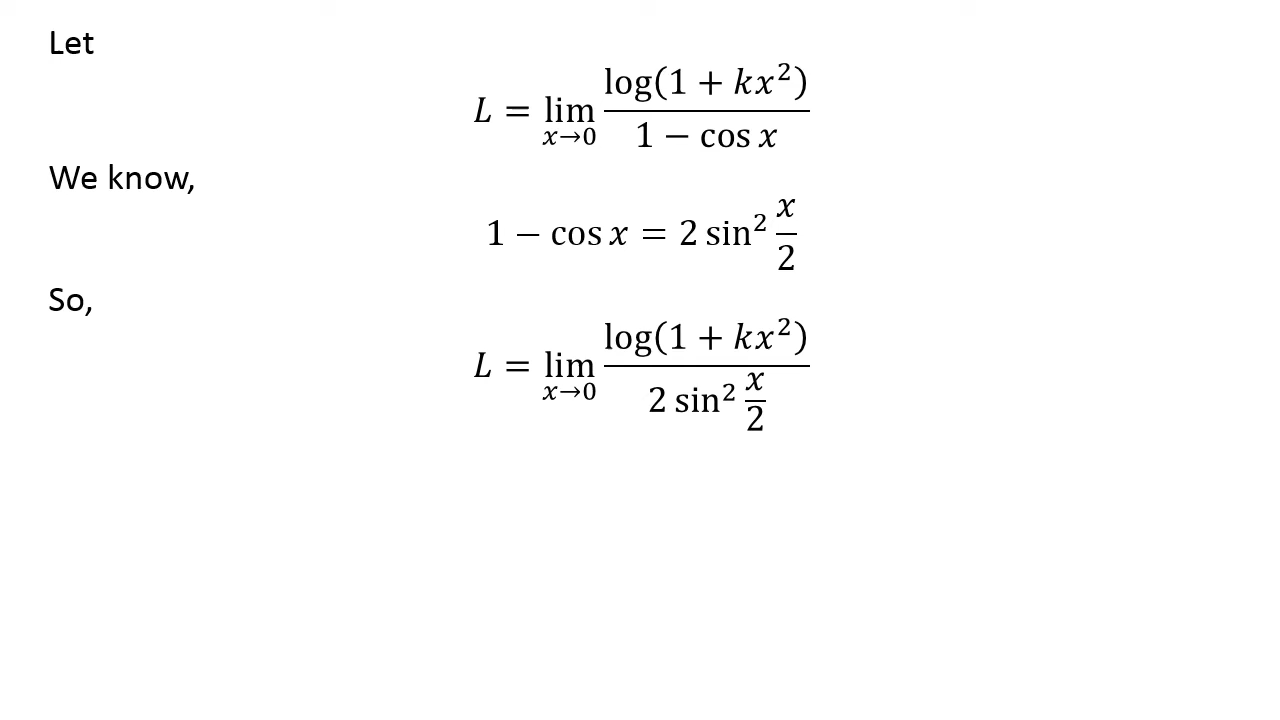 Let
L = lim_{x→0} log(1 + kx²) / (1 − cos x)
We know,
1 − cos x = 2 sin² x/2
So,
L = lim_{x→0} log(1 + kx²) / (2 sin² x/2)